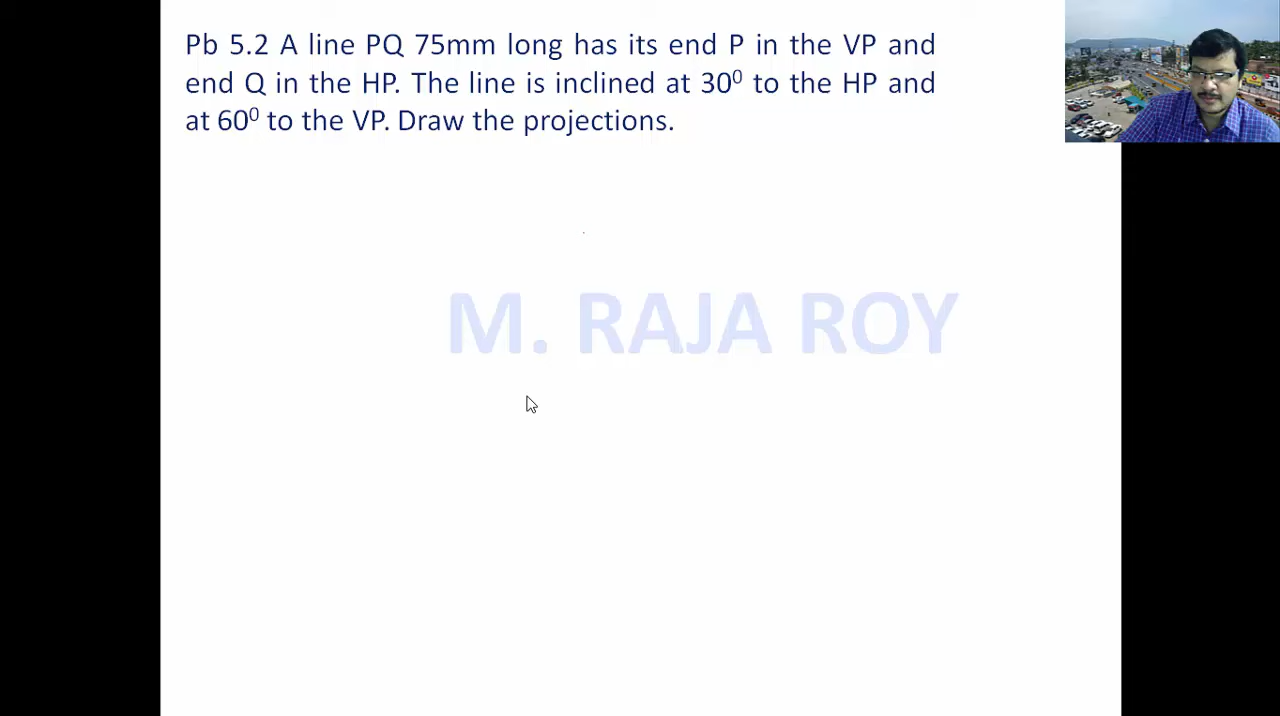 Pb 5.2 A line PQ 75mm long has its end P in the VP and
end Q in the HP. The line is inclined at 30⁰ to the HP and
at 60⁰ to the VP. Draw the projections.
M. RAJA ROY